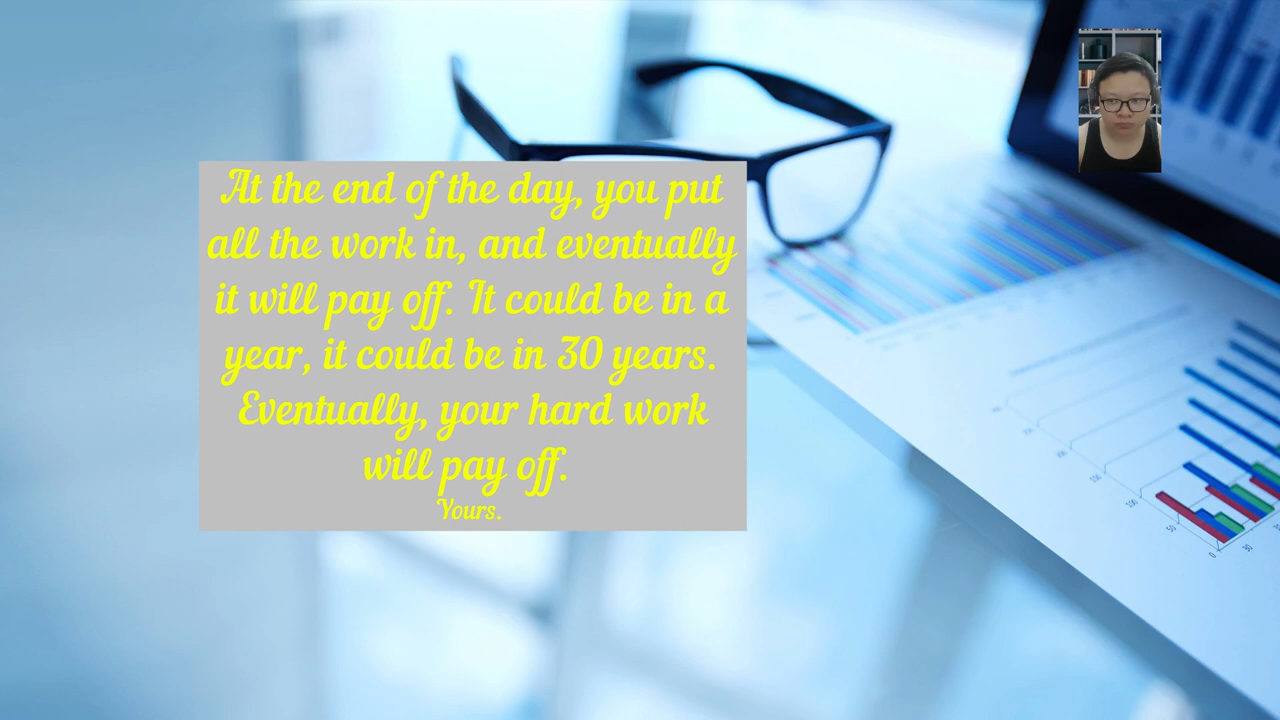 At the end of the day, you put
all the work in, and eventually
it will pay off. It could be in a
year, it could be in 30 years.
Eventually, your hard work
will pay off.
Yours.